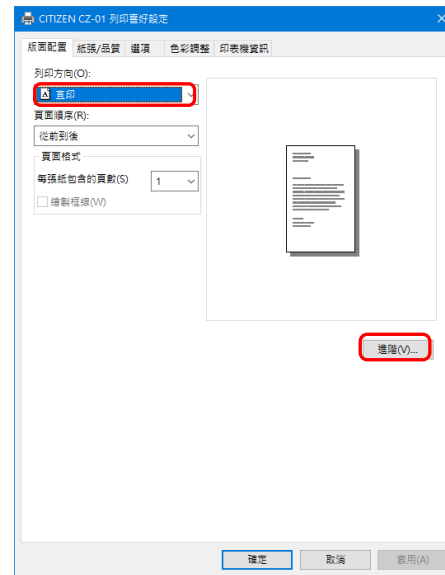 CITIZEN CZ-01 列印喜好設定
版面配置 紙張/品質 選項 色彩調整 印表機資訊
列印方向(O):
A 直印
頁面順序(R):
從前到後
頁面格式
每張紙包含的頁數(S) 1
繪製框線(W)
進階(V)...
確定 取消 套用(A)